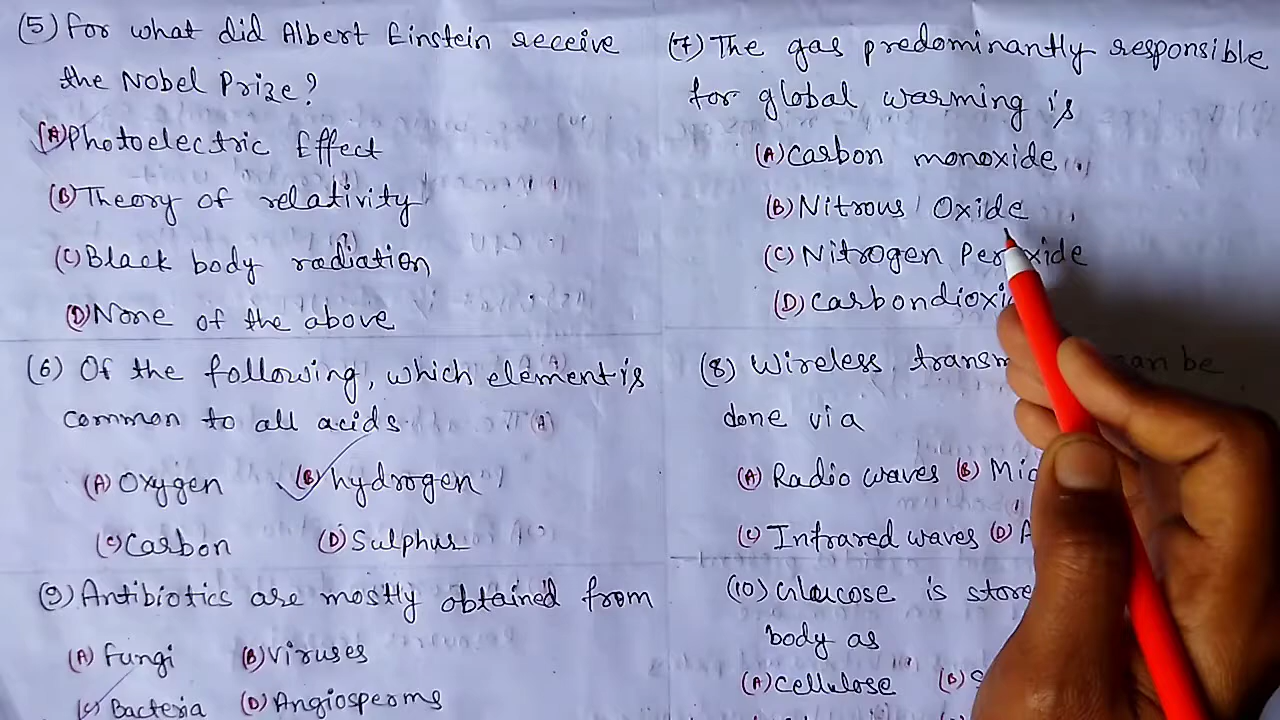 (5) For what did Albert Einstein receive
the Nobel Prize?
(A) Photoelectric Effect
(B) Theory of relativity
(C) Black body radiation
(D) None of the above
(6) Of the following, which element is
common to all acids.
(A) Oxygen (B) hydrogen
(C) Carbon (D) Sulphur
(9) Antibiotics are mostly obtained from
(A) Fungi (B) Viruses
(C) Bacteria (D) Angiosperms
(7) The gas predominantly responsible
for global warming is
(A) Carbon monoxide
(B) Nitrous Oxide
(C) Nitrogen Peroxide
(D) Carbondioxi
(8) Wireless transm can be
done via
(A) Radio waves (B) Mic
(C) Infrared waves (D) A
(10) Glucose is store
body as
(A) Cellulose (B) S